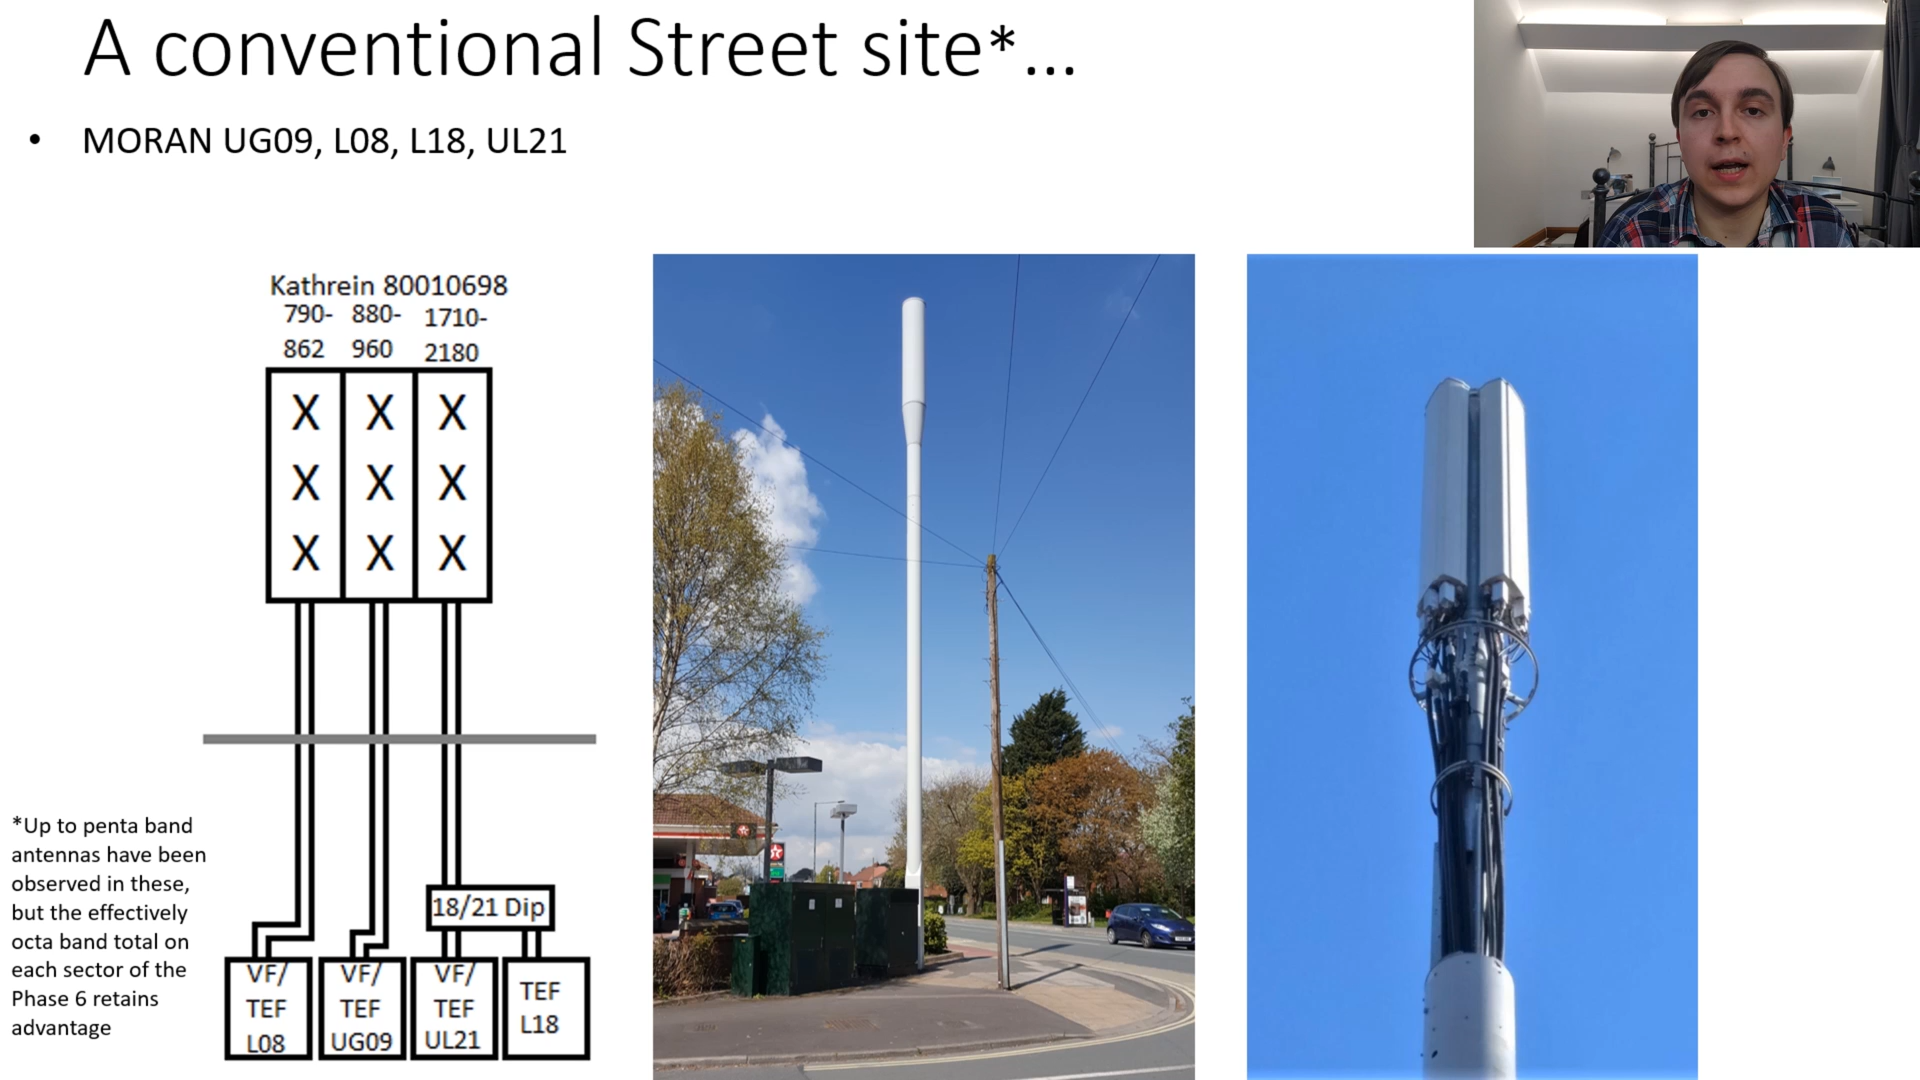 A conventional Street site*...
• MORAN UG09, L08, L18, UL21
Kathrein 80010698
790- 880- 1710-
862 960 2180
X X X
X X X
X X X
18/21 Dip
VF/ TEF L08
VF/ TEF UG09
VF/ TEF UL21
TEF L18
*Up to penta band
antennas have been
observed in these,
but the effectively
octa band total on
each sector of the
Phase 6 retains
advantage